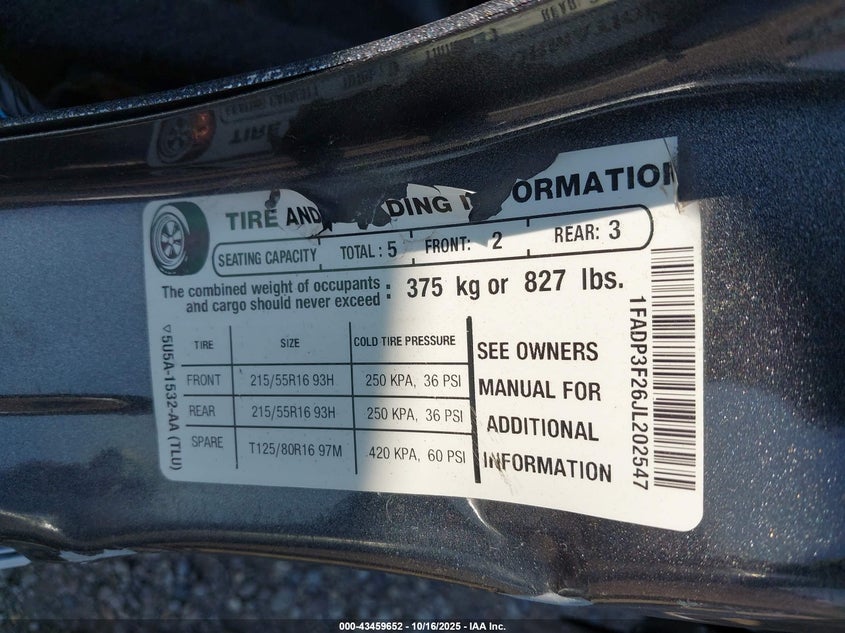 TIRE AND DING ORMATION
SEATING CAPACITY TOTAL : 5 FRONT: 2 REAR: 3
The combined weight of occupants
and cargo should never exceed : 375 kg or 827 lbs.
TIRE SIZE COLD TIRE PRESSURE
FRONT 215/55R16 93H 250 KPA, 36 PSI
REAR 215/55R16 93H 250 KPA, 36 PSI
SPARE T125/80R16 97M 420 KPA, 60 PSI
SEE OWNERS
MANUAL FOR
ADDITIONAL
INFORMATION
5U5A-1532-AA (TLU)
1FADP3F26JL202547
000-43459652 - 10/16/2025 - IAA Inc.